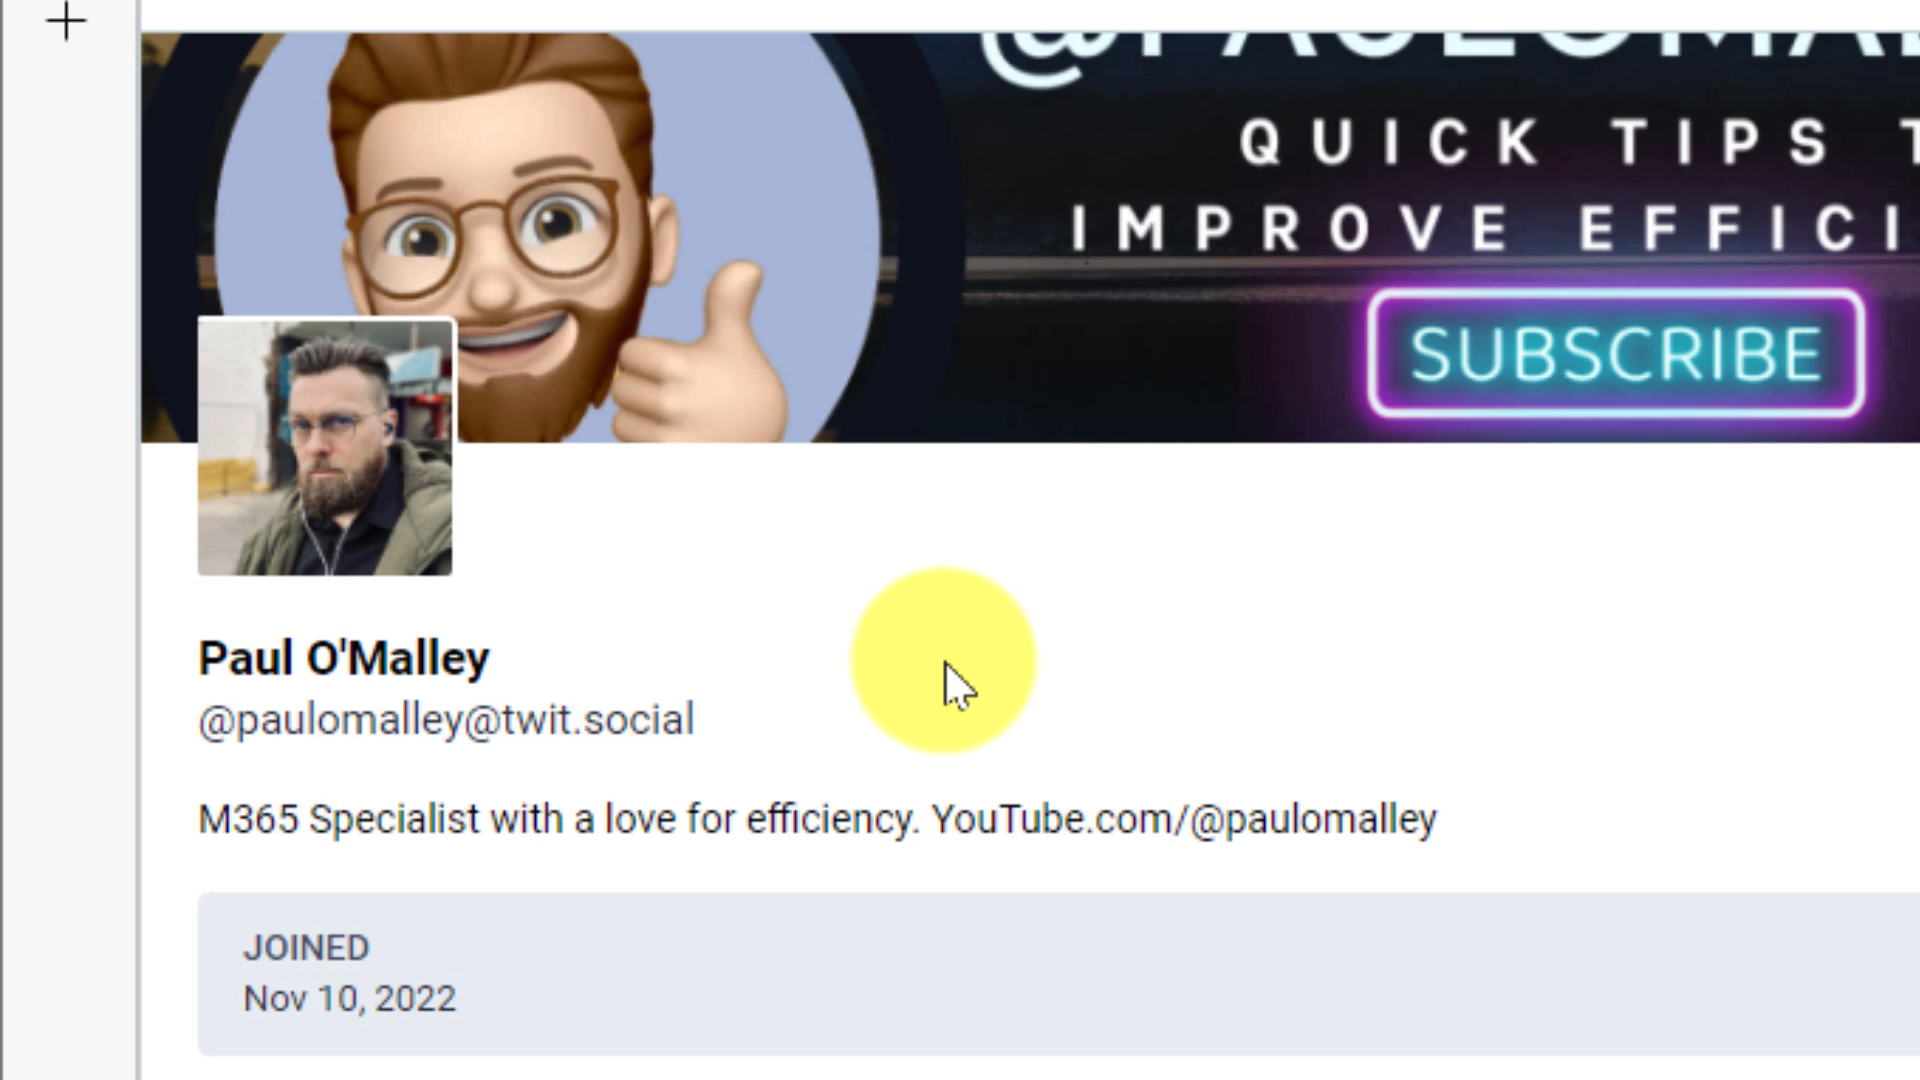 @PAULOMAL
QUICK TIPS T
IMPROVE EFFICI
SUBSCRIBE
Paul O'Malley
@paulomalley@twit.social
M365 Specialist with a love for efficiency. YouTube.com/@paulomalley
JOINED
Nov 10, 2022